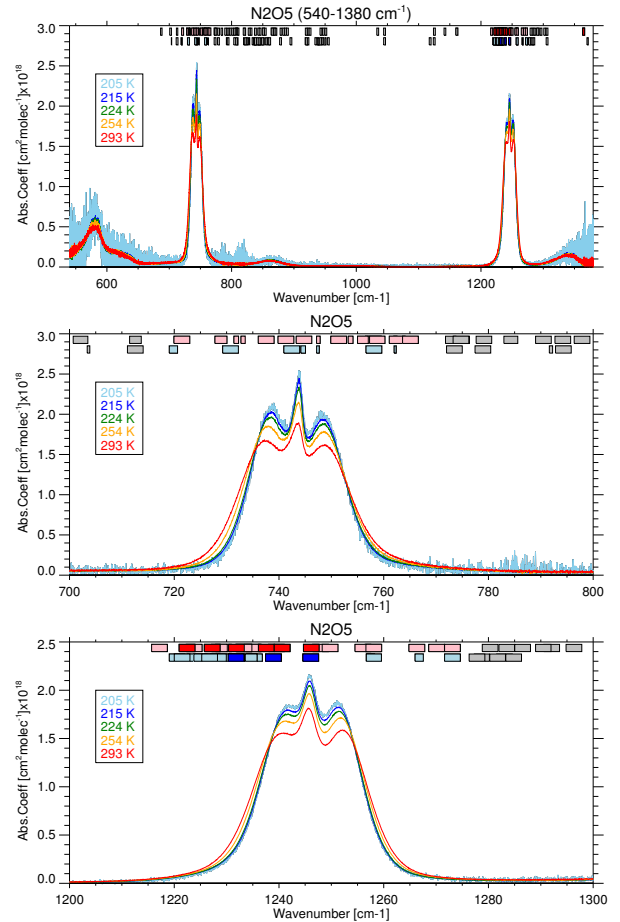 N2O5 (540-1380 cm⁻¹)
3.0
2.5
2.0
1.5
1.0
0.5
0.0
Abs.Coeff [cm²molec⁻¹]x10¹⁸
205 K
215 K
224 K
254 K
293 K
600 800 1000 1200
Wavenumber [cm-1]
N2O5
3.0
2.5
2.0
1.5
1.0
0.5
0.0
Abs.Coeff [cm²molec⁻¹]x10¹⁸
205 K
215 K
224 K
254 K
293 K
700 720 740 760 780 800
Wavenumber [cm-1]
N2O5
2.5
2.0
1.5
1.0
0.5
0.0
Abs.Coeff [cm²molec⁻¹]x10¹⁸
205 K
215 K
224 K
254 K
293 K
1200 1220 1240 1260 1280 1300
Wavenumber [cm-1]